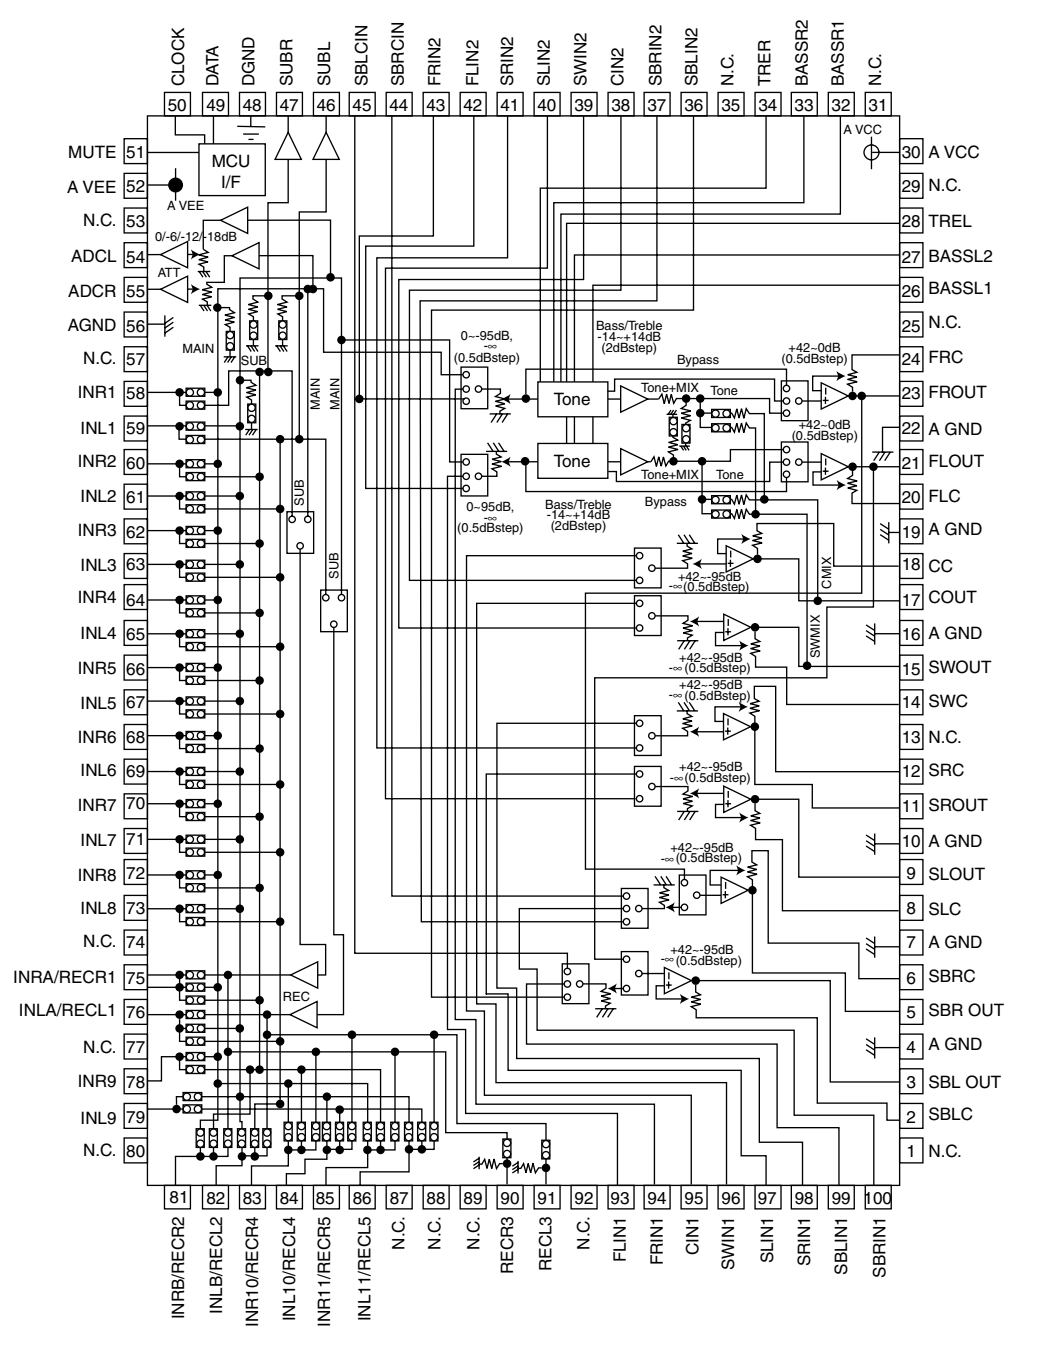 CLOCK
DATA
DGND
SUBR
SUBL
SBLCIN
SBRCIN
FRIN2
FLIN2
SRIN2
SLIN2
SWIN2
CIN2
SBRIN2
SBLIN2
N.C.
TRER
BASSR2
BASSR1
N.C.
50 49 48 47 46 45 44 43 42 41 40 39 38 37 36 35 34 33 32 31
MUTE 51
A VEE 52
N.C. 53
ADCL 54
ADCR 55
AGND 56
N.C. 57
INR1 58
INL1 59
INR2 60
INL2 61
INR3 62
INL3 63
INR4 64
INL4 65
INR5 66
INL5 67
INR6 68
INL6 69
INR7 70
INL7 71
INR8 72
INL8 73
N.C. 74
INRA/RECR1 75
INLA/RECL1 76
N.C. 77
INR9 78
INL9 79
N.C. 80
MCU
I/F
A VEE
0/-6/-12/-18dB
ATT
MAIN
SUB
MAIN
MAIN
SUB
SUB
REC
A VCC
0~-95dB,
-∞
(0.5dBstep)
Bass/Treble
-14~+14dB
(2dBstep)
Bypass
+42~0dB
(0.5dBstep)
Tone
Tone+MIX
Tone
+42~0dB
(0.5dBstep)
Tone
Tone+MIX
Tone
0~95dB,
-∞
(0.5dBstep)
Bass/Treble
-14~+14dB
(2dBstep)
Bypass
+42~-95dB
-∞(0.5dBstep)
CMIX
SWMIX
+42~-95dB
-∞(0.5dBstep)
+42~-95dB
-∞(0.5dBstep)
+42~-95dB
-∞(0.5dBstep)
+42~-95dB
-∞(0.5dBstep)
+42~-95dB
-∞(0.5dBstep)
30 A VCC
29 N.C.
28 TREL
27 BASSL2
26 BASSL1
25 N.C.
24 FRC
23 FROUT
22 A GND
21 FLOUT
20 FLC
19 A GND
18 CC
17 COUT
16 A GND
15 SWOUT
14 SWC
13 N.C.
12 SRC
11 SROUT
10 A GND
9 SLOUT
8 SLC
7 A GND
6 SBRC
5 SBR OUT
4 A GND
3 SBL OUT
2 SBLC
1 N.C.
81 82 83 84 85 86 87 88 89 90 91 92 93 94 95 96 97 98 99 100
INRB/RECR2
INLB/RECL2
INR10/RECR4
INL10/RECL4
INR11/RECR5
INL11/RECL5
N.C.
N.C.
N.C.
RECR3
RECL3
N.C.
FLIN1
FRIN1
CIN1
SWIN1
SLIN1
SRIN1
SBLIN1
SBRIN1